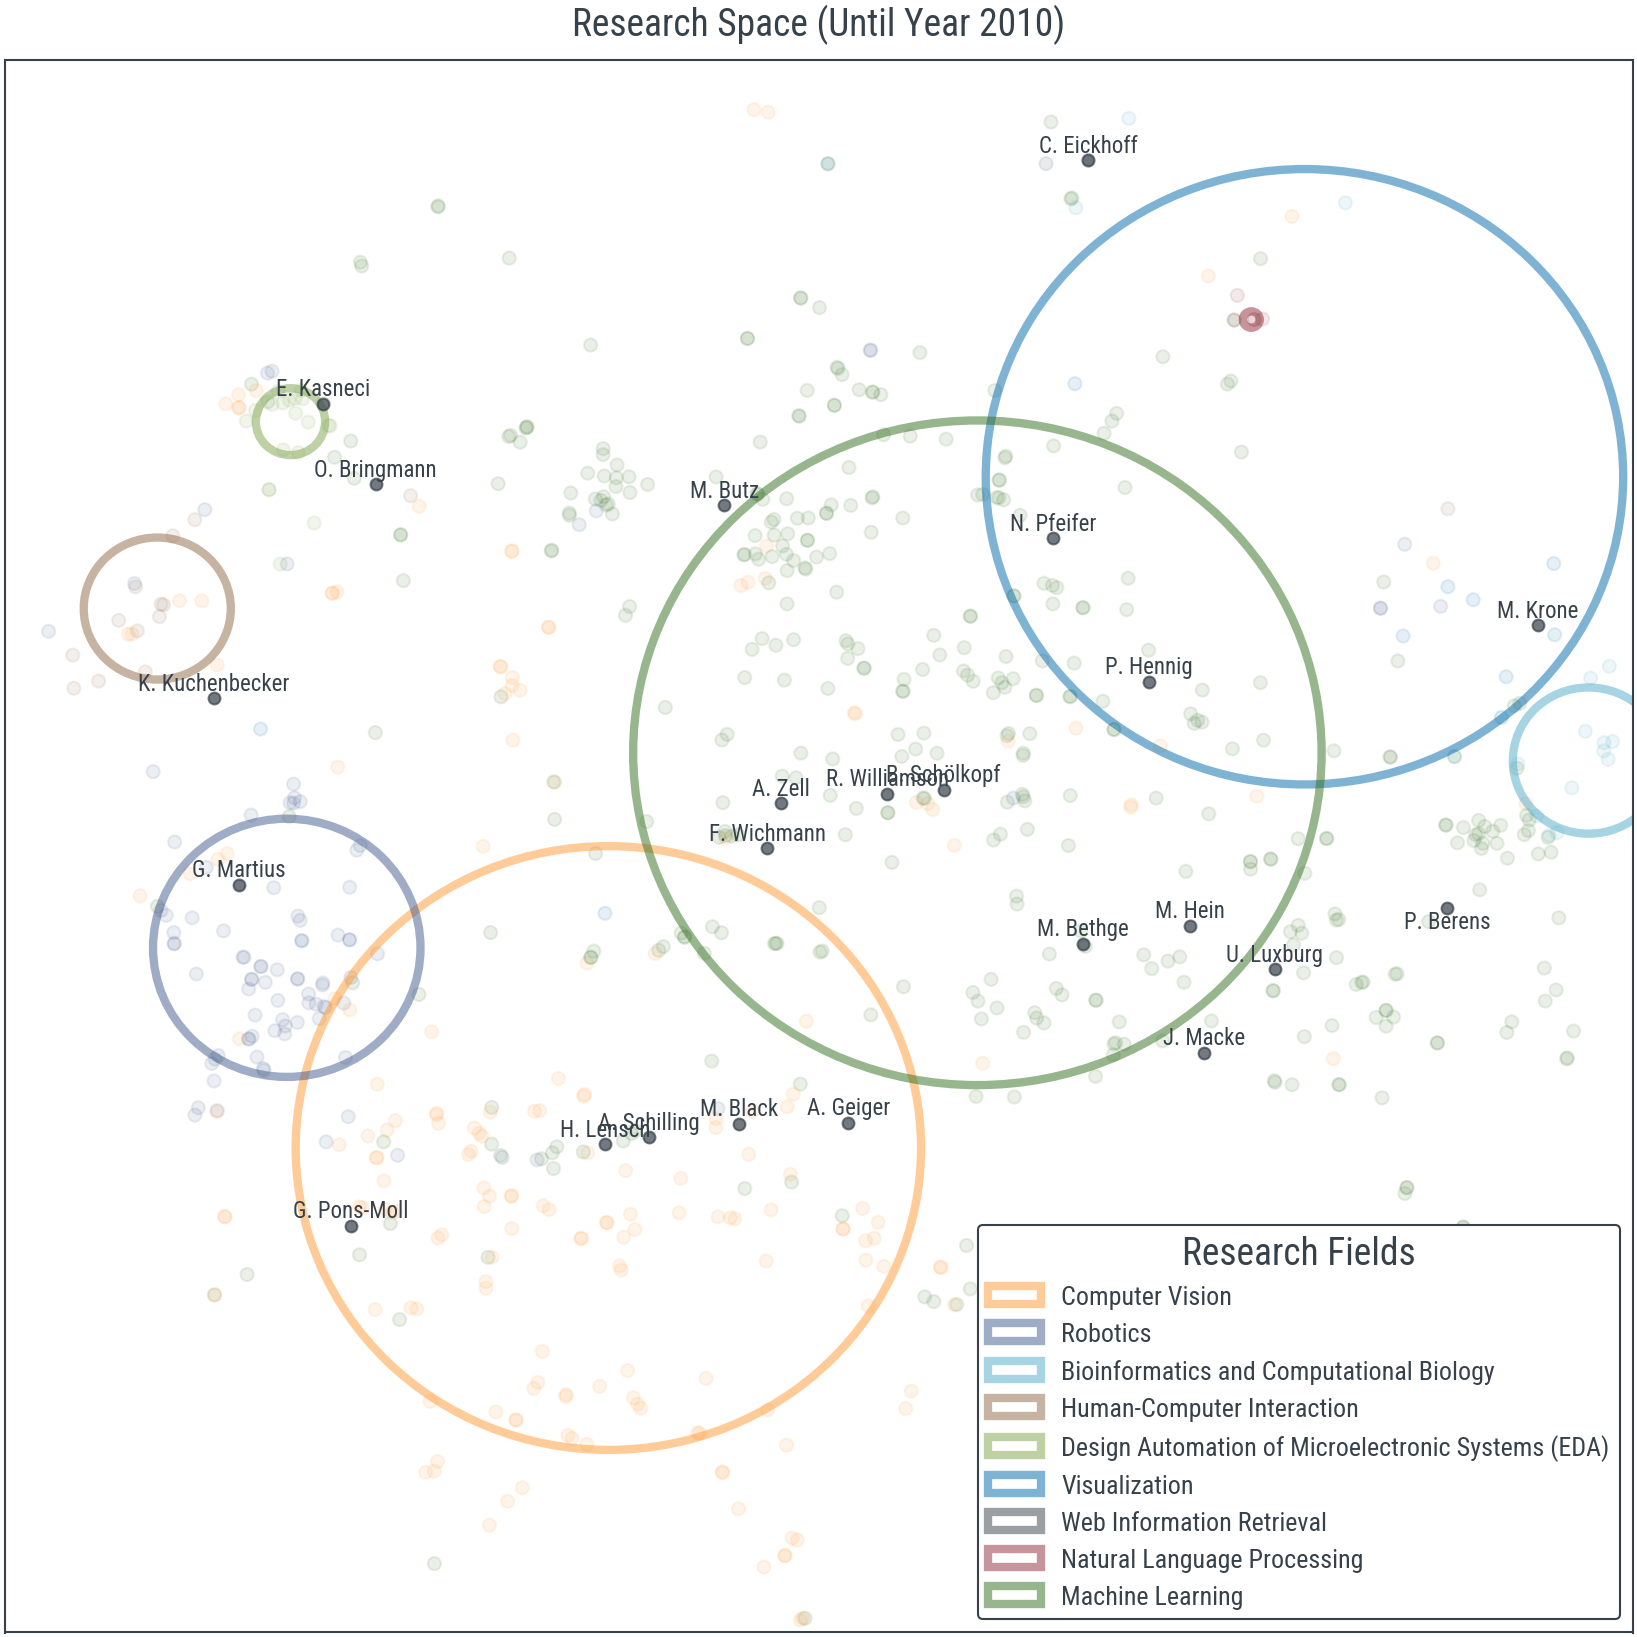 Research Space (Until Year 2010)
C. Eickhoff
E. Kasneci
O. Bringmann
M. Butz
N. Pfeifer
M. Krone
P. Hennig
K. Kuchenbecker
R. Williamson
B. Schölkopf
A. Zell
F. Wichmann
G. Martius
M. Hein
P. Berens
M. Bethge
U. Luxburg
J. Macke
M. Black
A. Geiger
A. Schilling
H. Lensch
G. Pons-Moll
Research Fields
Computer Vision
Robotics
Bioinformatics and Computational Biology
Human-Computer Interaction
Design Automation of Microelectronic Systems (EDA)
Visualization
Web Information Retrieval
Natural Language Processing
Machine Learning